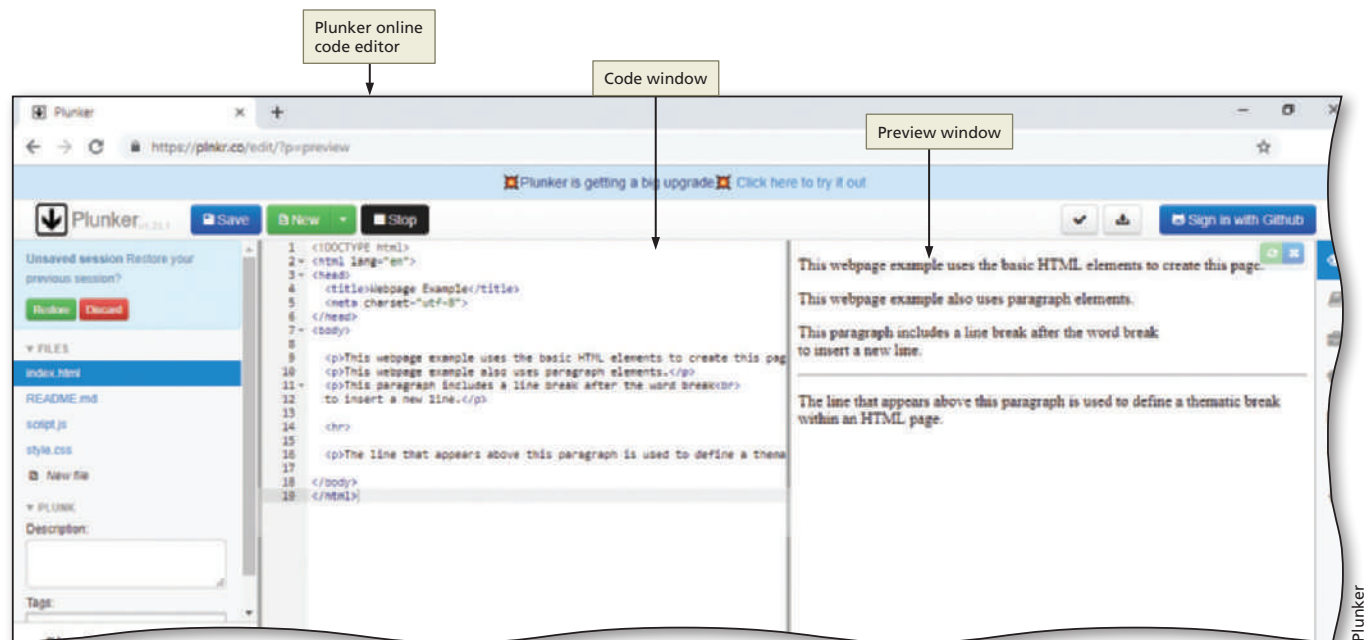 Plunker online
code editor
Code window
Preview window
Plunker
https://plnkr.co/edit/?p=preview
💥Plunker is getting a big upgrade💥 Click here to try it out
Plunker
Save
New
Stop
Sign in with Github
Unsaved session Restore your
previous session?
Restore Discard
FILES
index.html
README.md
script.js
style.css
New file
PLUNK
Description:
Tags:
1 <!DOCTYPE html>
2 <html lang="en">
3 <head>
4 <title>Webpage Example</title>
5 <meta charset="utf-8">
6 </head>
7 <body>
8
9 <p>This webpage example uses the basic HTML elements to create this pag
10 <p>This webpage example also uses paragraph elements.</p>
11 <p>This paragraph includes a line break after the word break<br>
12 to insert a new line.</p>
13
14 <hr>
15
16 <p>The line that appears above this paragraph is used to define a thema
17
18 </body>
19 </html>
This webpage example uses the basic HTML elements to create this page.
This webpage example also uses paragraph elements.
This paragraph includes a line break after the word break
to insert a new line.
The line that appears above this paragraph is used to define a thematic break
within an HTML page.
Plunker